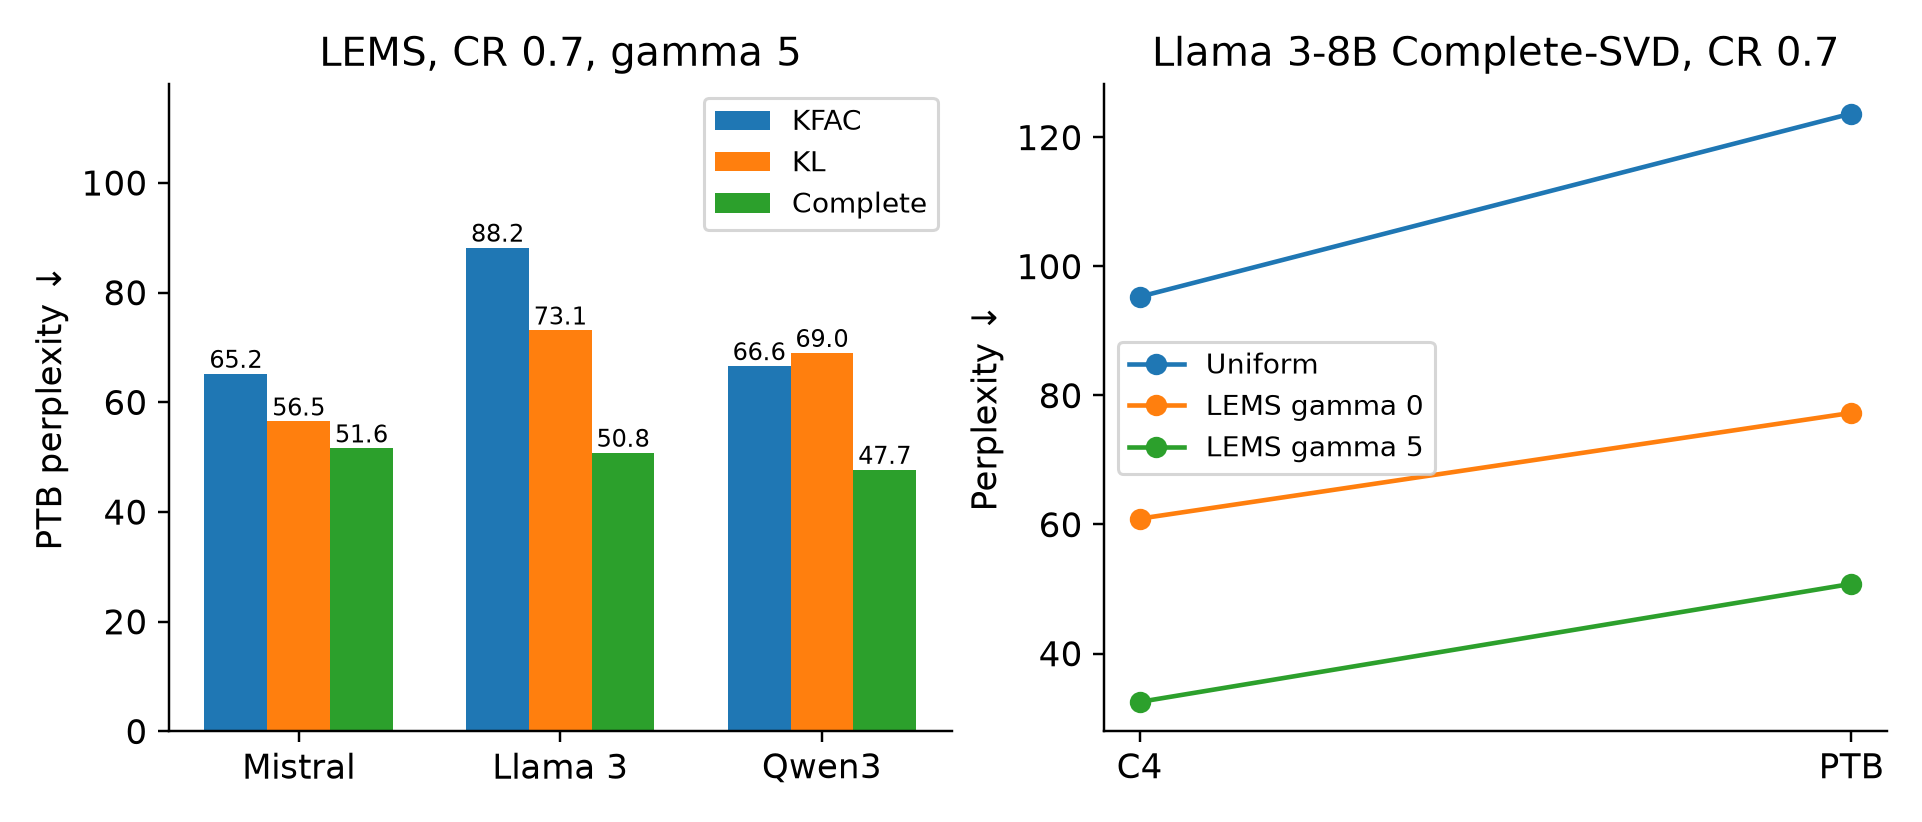 LEMS, CR 0.7, gamma 5
PTB perplexity ↓
100
80
60
40
20
0
KFAC
KL
Complete
65.2
56.5
51.6
88.2
73.1
50.8
66.6
69.0
47.7
Mistral
Llama 3
Qwen3
Llama 3-8B Complete-SVD, CR 0.7
Perplexity ↓
120
100
80
60
40
Uniform
LEMS gamma 0
LEMS gamma 5
C4
PTB